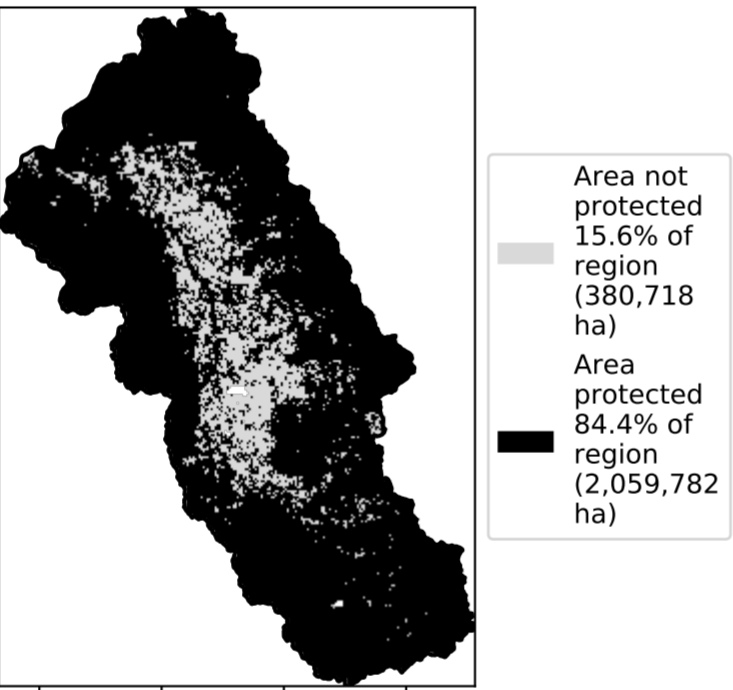 Area not
protected
15.6% of
region
(380,718
ha)
Area
protected
84.4% of
region
(2,059,782
ha)